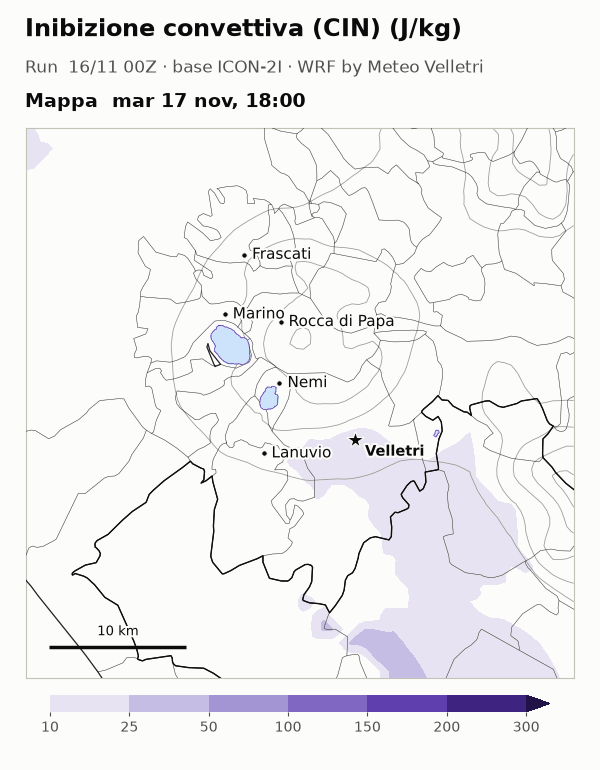 Inibizione convettiva (CIN) (J/kg)
Run  16/11 00Z · base ICON-2I · WRF by Meteo Velletri
Mappa  mar 17 nov, 18:00
Frascati
Marino
Rocca di Papa
Nemi
Velletri
Lanuvio
10 km
10 25 50 100 150 200 300